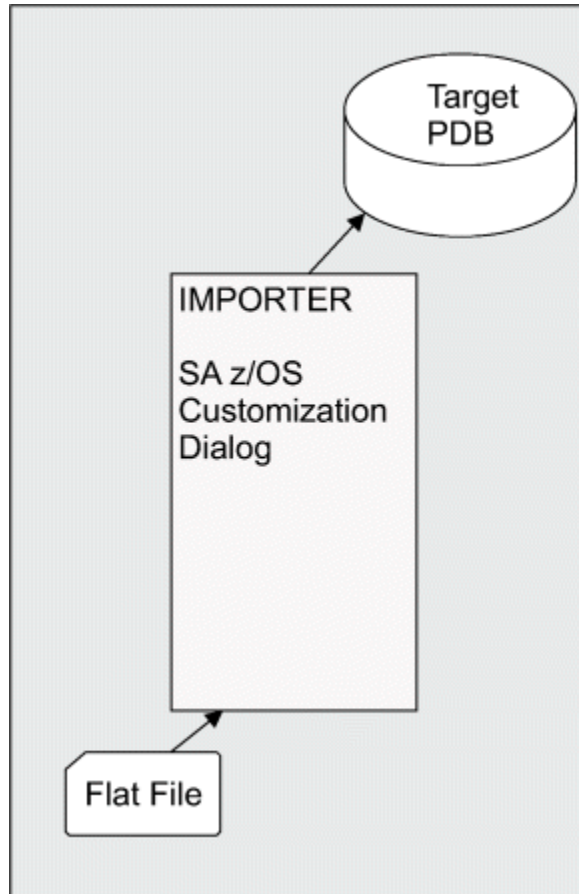 Target
PDB
IMPORTER
SA z/OS
Customization
Dialog
Flat File